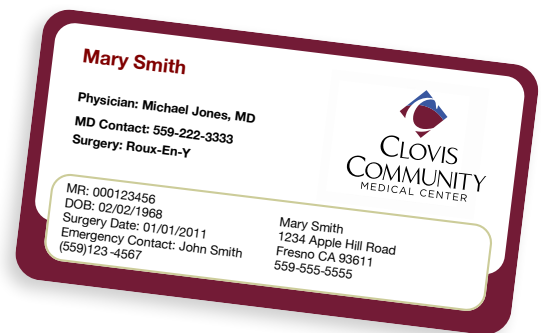 Mary Smith
Physician: Michael Jones, MD
MD Contact: 559-222-3333
Surgery: Roux-En-Y
CLOVIS
COMMUNITY
MEDICAL CENTER
MR: 000123456
DOB: 02/02/1968
Surgery Date: 01/01/2011
Emergency Contact: John Smith
(559)123 -4567
Mary Smith
1234 Apple Hill Road
Fresno CA 93611
559-555-5555